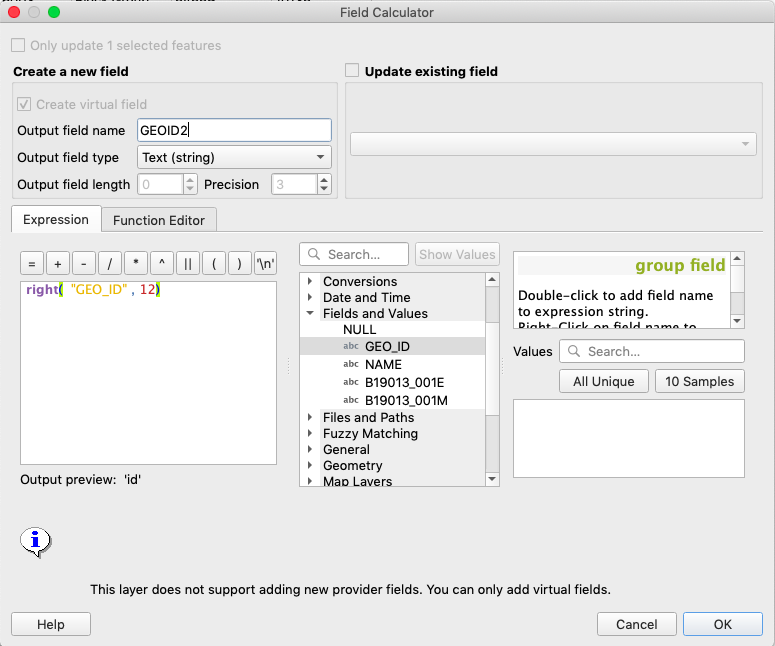 Field Calculator
Only update 1 selected features
Create a new field
Update existing field
Create virtual field
Output field name GEOID2
Output field type Text (string)
Output field length 0 Precision 3
Expression Function Editor
= + - / * ^ || ( ) '\n'
right( "GEO_ID" , 12)
Output preview: 'id'
Search... Show Values
Conversions
Date and Time
Fields and Values
NULL
abc GEO_ID
abc NAME
abc B19013_001E
abc B19013_001M
Files and Paths
Fuzzy Matching
General
Geometry
Map Layers
group field
Double-click to add field name
to expression string.
Right-Click on field name to
Values Search...
All Unique 10 Samples
This layer does not support adding new provider fields. You can only add virtual fields.
Help Cancel OK